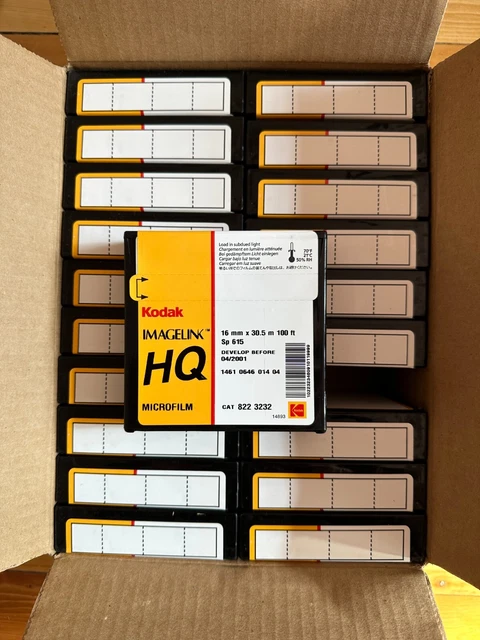 Load in subdued light
Chargement en lumière atténuée
Bei gedämpftem Licht einlegen
Cargar bajo luz tenue
Carregar em luz suave
70°F
21°C
50% RH
Kodak
IMAGELINK™
HQ
MICROFILM
16 mm x 30.5 m 100 ft
Sp 615
DEVELOP BEFORE
04/2001
1461 0646 014 04
CAT 822 3232
14693